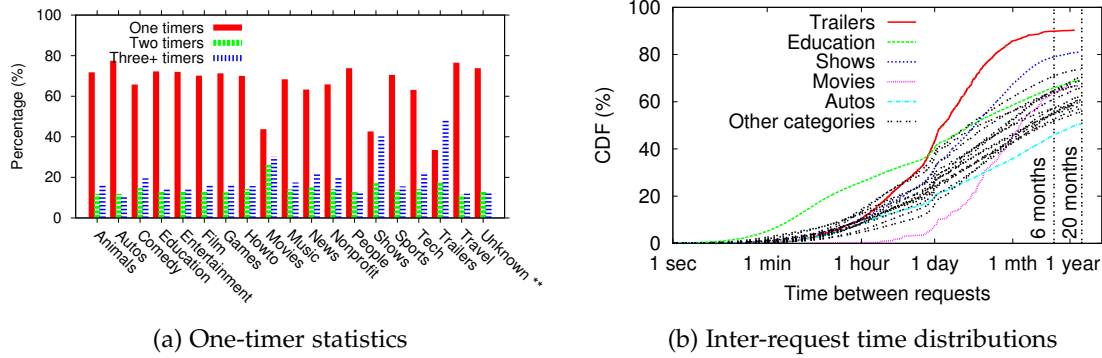 100
80
60
40
20
0
Percentage (%)
One timers
Two timers
Three+ timers
Animals
Autos
Comedy
Education
Entertainment
Film
Games
Howto
Movies
Music
News
Nonprofit
People
Shows
Sports
Tech
Trailers
Travel
Unknown **
(a) One-timer statistics
100
80
60
40
20
0
CDF (%)
Trailers
Education
Shows
Movies
Autos
Other categories
6 months
20 months
1 sec 1 min 1 hour 1 day 1 mth 1 year
Time between requests
(b) Inter-request time distributions